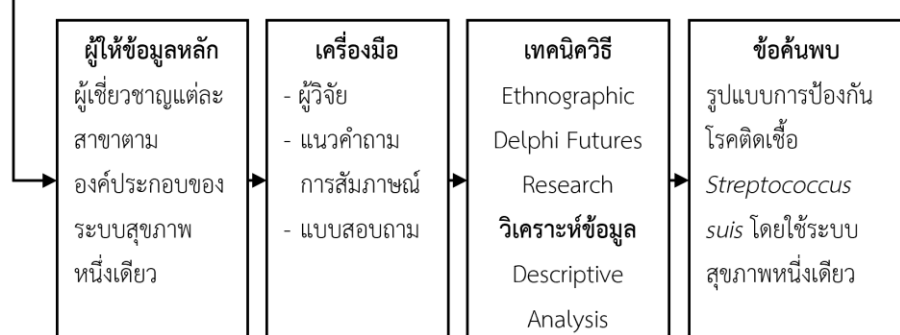 ผู้ให้ข้อมูลหลัก
ผู้เชี่ยวชาญแต่ละ
สาขาตาม
องค์ประกอบของ
ระบบสุขภาพ
หนึ่งเดียว
เครื่องมือ
- ผู้วิจัย
- แนวคำถาม
การสัมภาษณ์
- แบบสอบถาม
เทคนิควิธี
Ethnographic
Delphi Futures
Research
วิเคราะห์ข้อมูล
Descriptive
Analysis
ข้อค้นพบ
รูปแบบการป้องกัน
โรคติดเชื้อ
Streptococcus
suis โดยใช้ระบบ
สุขภาพหนี่งเดียว